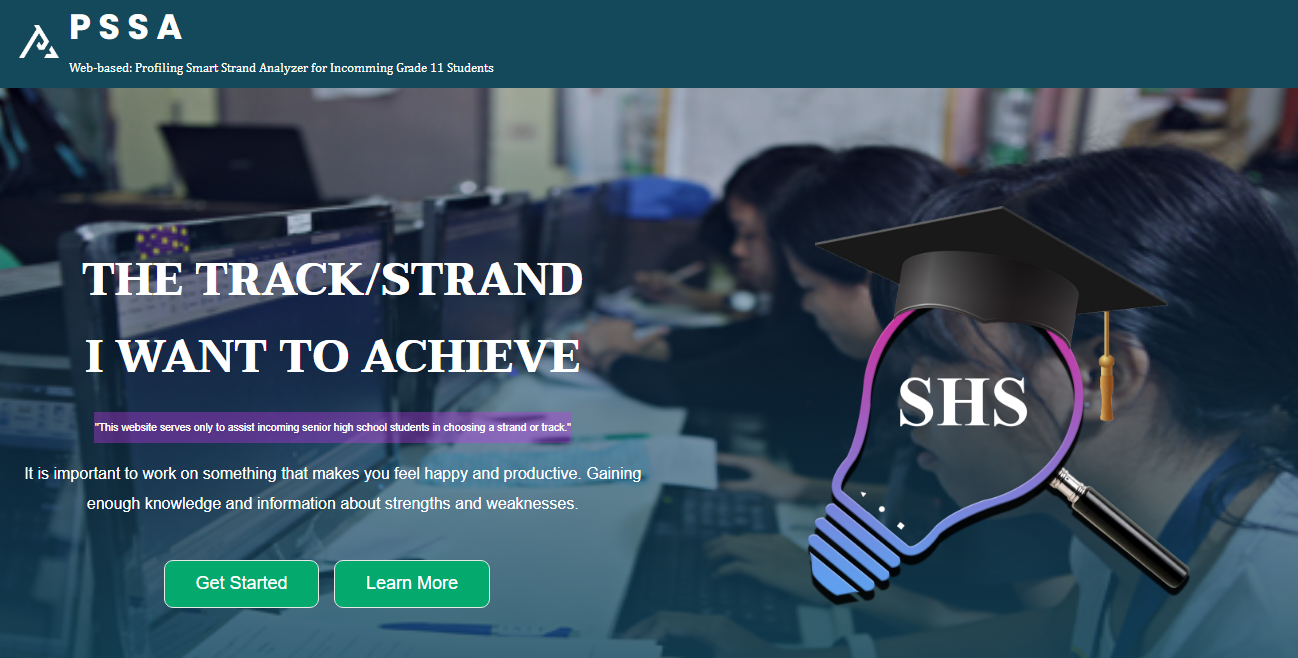 PSSA
Web-based: Profiling Smart Strand Analyzer for Incomming Grade 11 Students
THE TRACK/STRAND
I WANT TO ACHIEVE
"This website serves only to assist incoming senior high school students in choosing a strand or track."
It is important to work on something that makes you feel happy and productive. Gaining
enough knowledge and information about strengths and weaknesses.
Get Started
Learn More
SHS